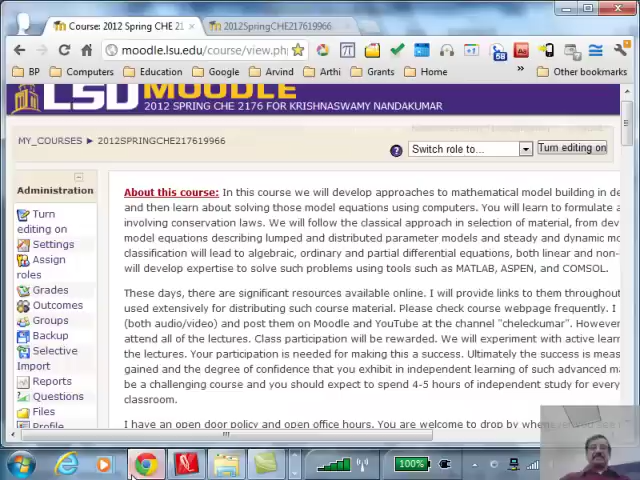 Course: 2012 Spring CHE 21
2012SpringCHE217619966
moodle.lsu.edu/course/view.ph
58
BP
Computers
Education
Google
Arvind
Arthi
Grants
Home
»
Other bookmarks
LSU MOODLE
2012 SPRING CHE 2176 FOR KRISHNASWAMY NANDAKUMAR
MY_COURSES ► 2012SPRINGCHE217619966
Switch role to...
Turn editing on
Administration
Turn editing on
Settings
Assign roles
Grades
Outcomes
Groups
Backup
Selective Import
Reports
Questions
Files
Profile
About this course: In this course we will develop approaches to mathematical model building in de
and then learn about solving those model equations using computers. You will learn to formulate a
involving conservation laws. We will follow the classical approach in selection of material, from dev
model equations describing lumped and distributed parameter models and steady and dynamic mo
classification will lead to algebraic, ordinary and partial differential equations, both linear and non-
will develop expertise to solve such problems using tools such as MATLAB, ASPEN, and COMSOL.
These days, there are significant resources available online. I will provide links to them throughout
used extensively for distributing such course material. Please check course webpage frequently. I
(both audio/video) and post them on Moodle and YouTube at the channel "cheleckumar". However
attend all of the lectures. Class participation will be rewarded. We will experiment with active learn
the lectures. Your participation is needed for making this a success. Ultimately the success is meas
gained and the degree of confidence that you exhibit in independent learning of such advanced ma
be a challenging course and you should expect to spend 4-5 hours of independent study for every
classroom.
I have an open door policy and open office hours. You are welcome to drop by whenever you
100%